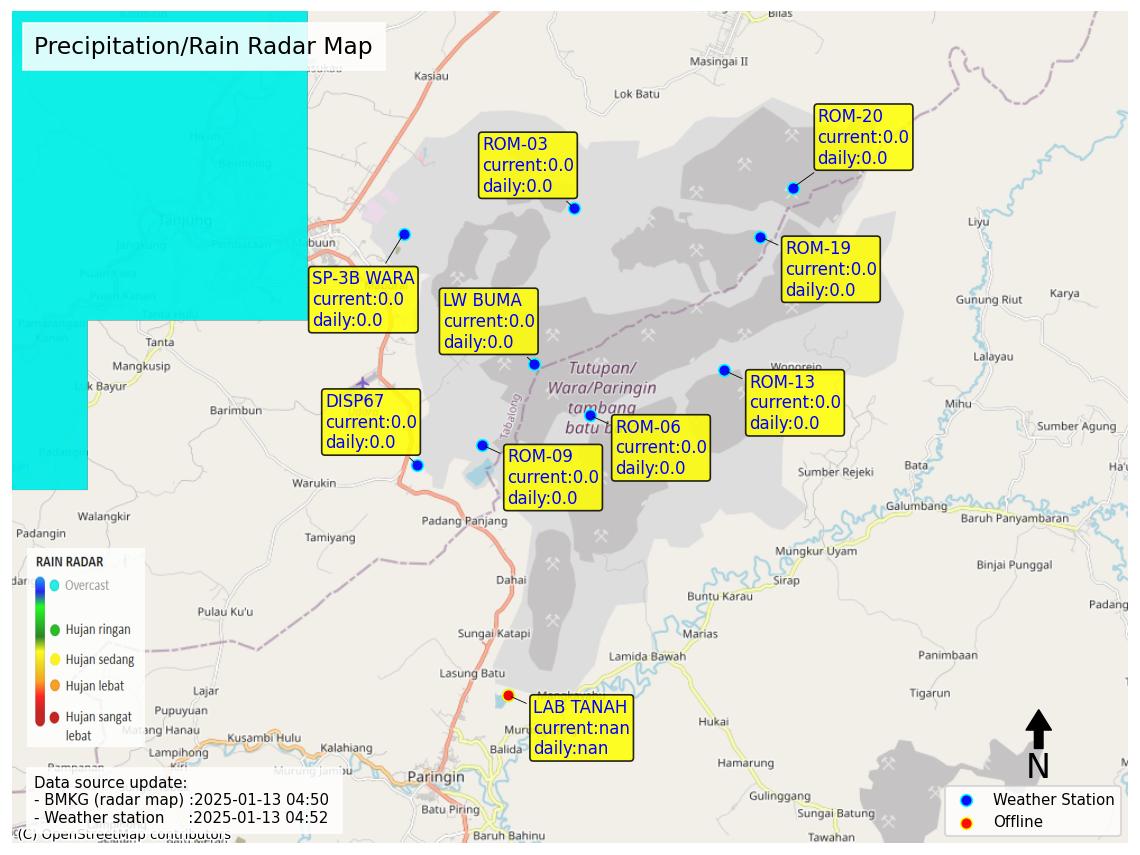 Precipitation/Rain Radar Map
Bilas
Masingai II
Kasiau
Lok Batu
ROM-20
current:0.0
daily:0.0
ROM-03
current:0.0
daily:0.0
Tanjung
Liyu
Mabuun
ROM-19
current:0.0
daily:0.0
SP-3B WARA
current:0.0
daily:0.0
LW BUMA
current:0.0
daily:0.0
Gunung Riut
Karya
Tanta Hulu
Tanta
Mangkusip
Lalayau
Wonorejo
Tutupan/
Wara/Paringin
tambang
batu b
ROM-13
current:0.0
daily:0.0
Barimbun
DISP67
current:0.0
daily:0.0
Tabalong
Mihu
ROM-06
current:0.0
daily:0.0
Sumber Agung
ROM-09
current:0.0
daily:0.0
Sumber Rejeki
Bata
Warukin
Galumbang
Walangkir
Padang Panjang
Baruh Panyambaran
Padangin
Tamiyang
Mungkur Uyam
RAIN RADAR
Overcast
Hujan ringan
Hujan sedang
Hujan lebat
Hujan sangat
lebat
Binjai Punggal
Dahai
Sirap
Buntu Karau
Padang
Pulau Ku'u
Sungai Katapi
Marias
Lamida Bawah
Panimbaan
Lasung Batu
Lajar
Tigarun
Pupuyuan
LAB TANAH
current:nan
daily:nan
Matang Hanau
Kusambi Hulu
Hukai
Lampihong
Kalahiang
Balida
Hamarung
N
Murung Jambu
Paringin
Data source update:
- BMKG (radar map) :2025-01-13 04:50
- Weather station :2025-01-13 04:52
Gulinggang
Weather Station
Offline
Batu Piring
Sungai Batung
(C) OpenStreetMap contributors
Baruh Bahinu
Tawahan